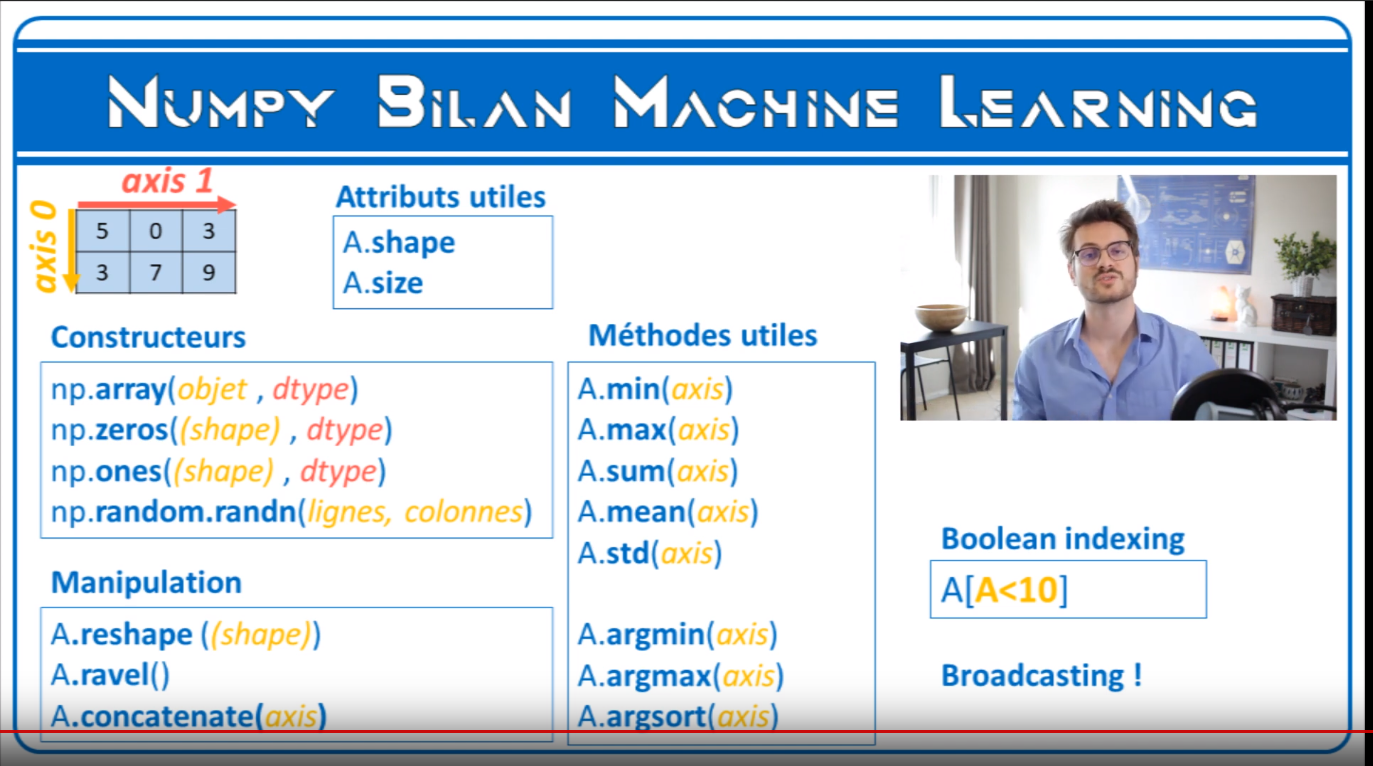 Numpy Bilan Machine Learning
axis 1
axis 0
5 0 3
3 7 9
Attributs utiles
A.shape
A.size
Constructeurs
np.array(objet , dtype)
np.zeros((shape) , dtype)
np.ones((shape) , dtype)
np.random.randn(lignes, colonnes)
Manipulation
A.reshape ((shape))
A.ravel()
A.concatenate(axis)
Méthodes utiles
A.min(axis)
A.max(axis)
A.sum(axis)
A.mean(axis)
A.std(axis)
A.argmin(axis)
A.argmax(axis)
A.argsort(axis)
Boolean indexing
A[A<10]
Broadcasting !